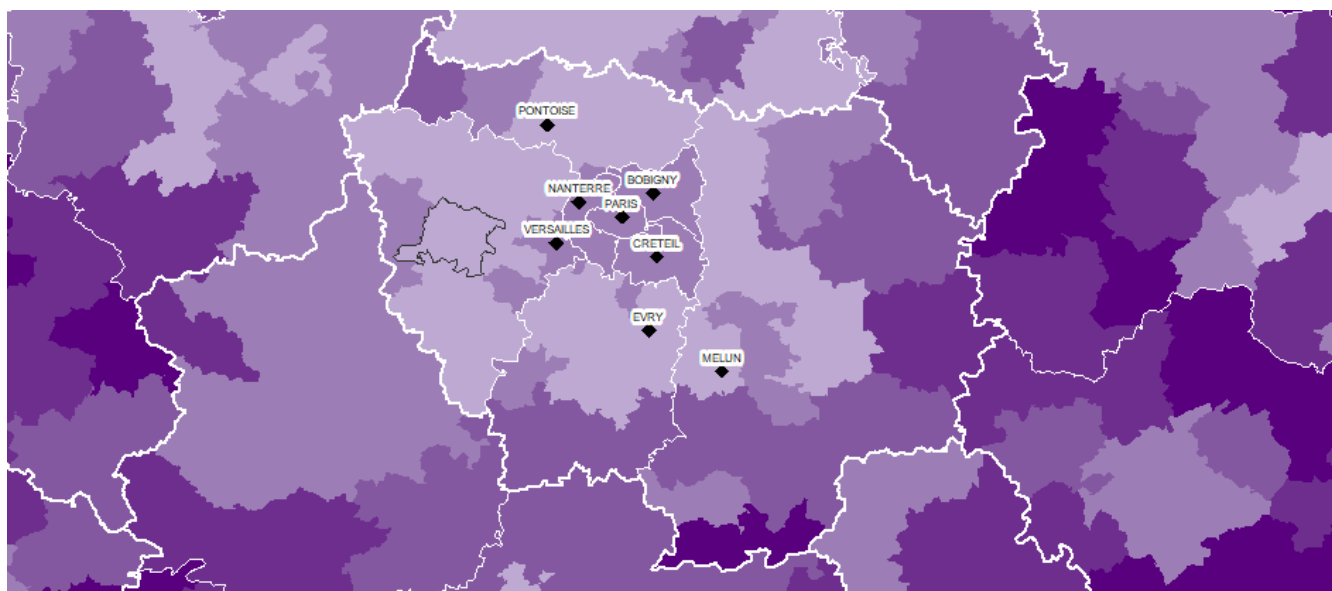 PONTOISE
BOBIGNY
NANTERRE
PARIS
VERSAILLES
CRETEIL
EVRY
MELUN